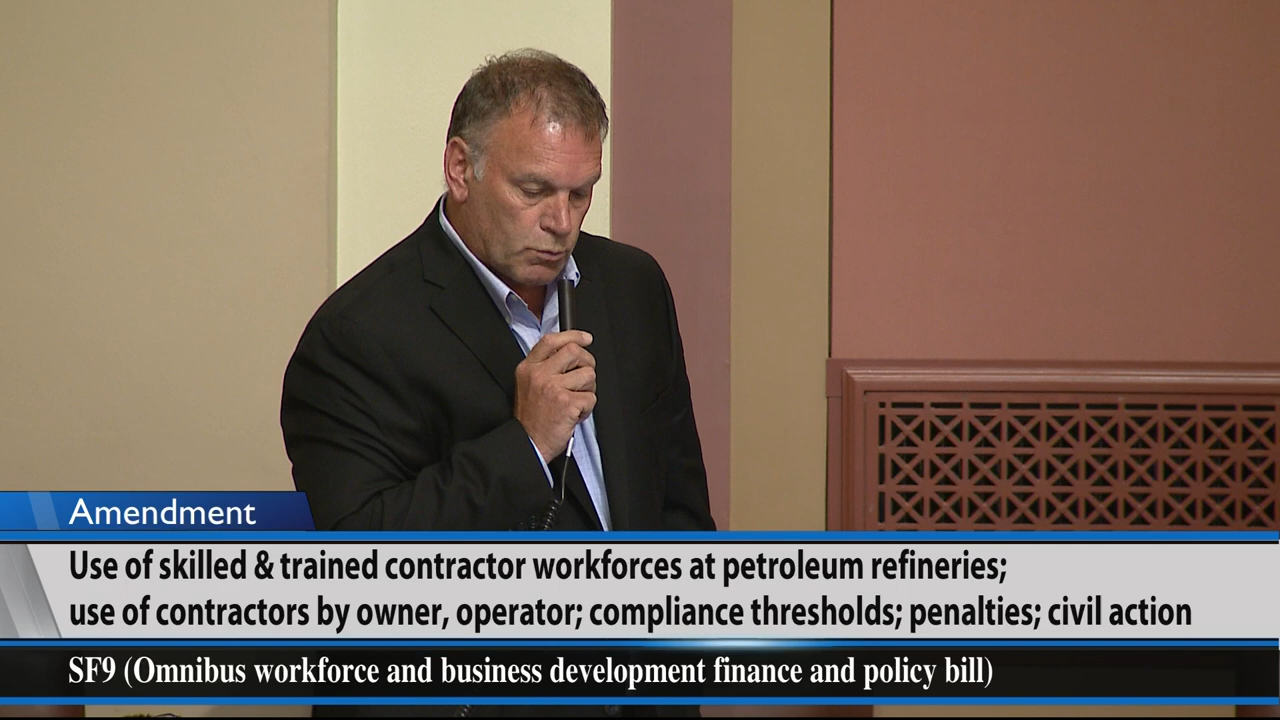 Amendment
Use of skilled & trained contractor workforces at petroleum refineries;
use of contractors by owner, operator; compliance thresholds; penalties; civil action
SF9 (Omnibus workforce and business development finance and policy bill)